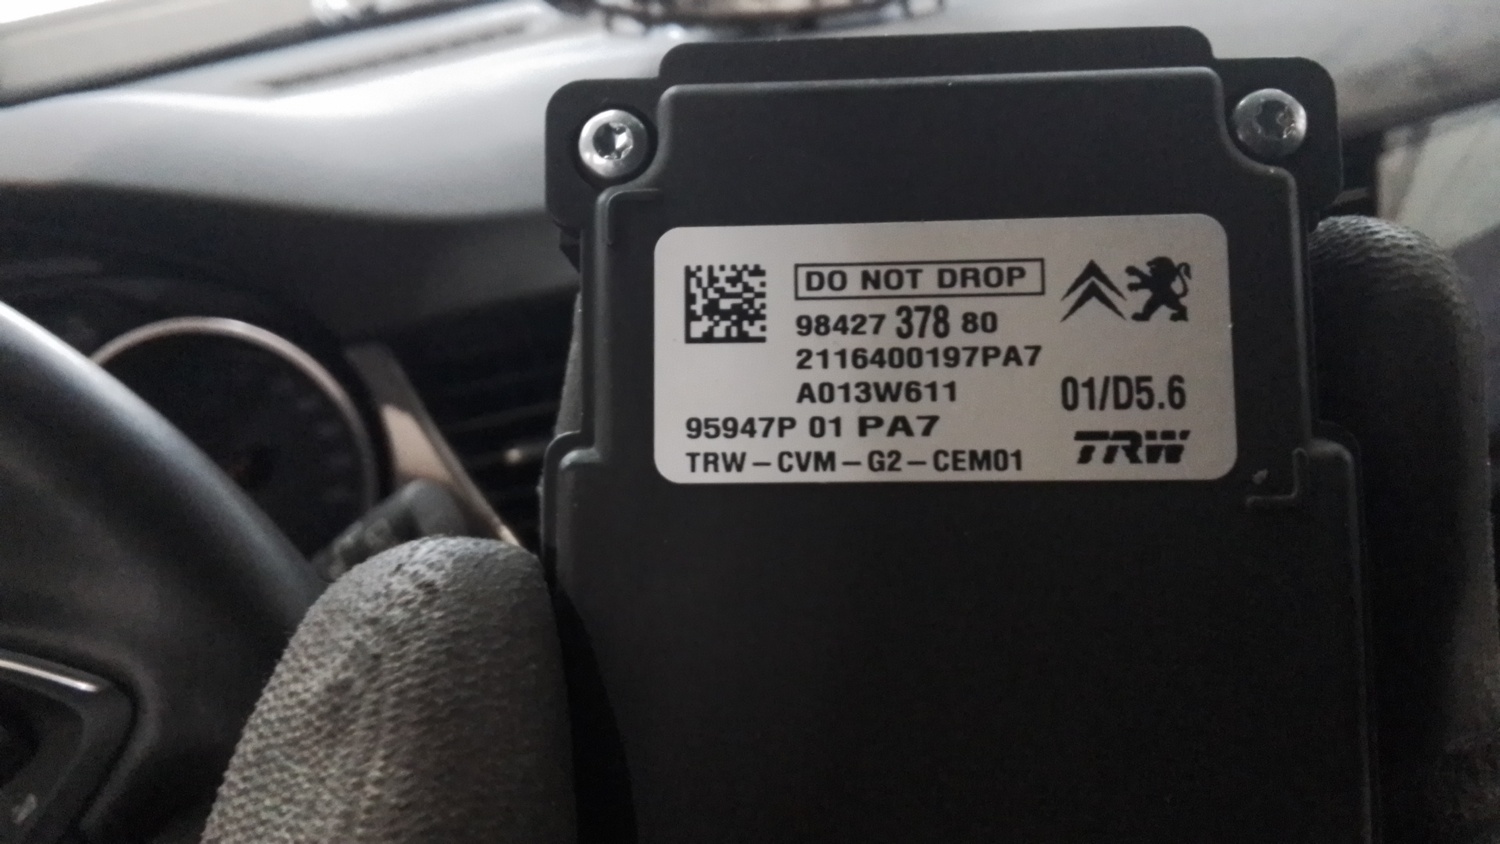 DO NOT DROP
98427 378 80
2116400197PA7
A013W611
01/D5.6
95947P 01 PA7
TRW-CVM-G2-CEM01
TRW